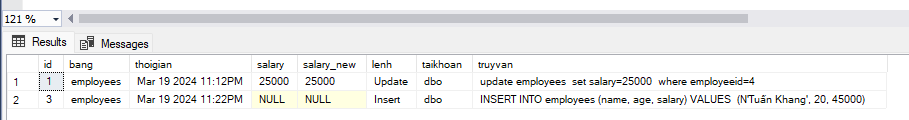 121 %
Results Messages
id bang thoigian salary salary_new lenh taikhoan truyvan
1 1 employees Mar 19 2024 11:12PM 25000 25000 Update dbo update employees set salary=25000 where employeeid=4
2 3 employees Mar 19 2024 11:22PM NULL NULL Insert dbo INSERT INTO employees (name, age, salary) VALUES (N'Tuấn Khang', 20, 45000)